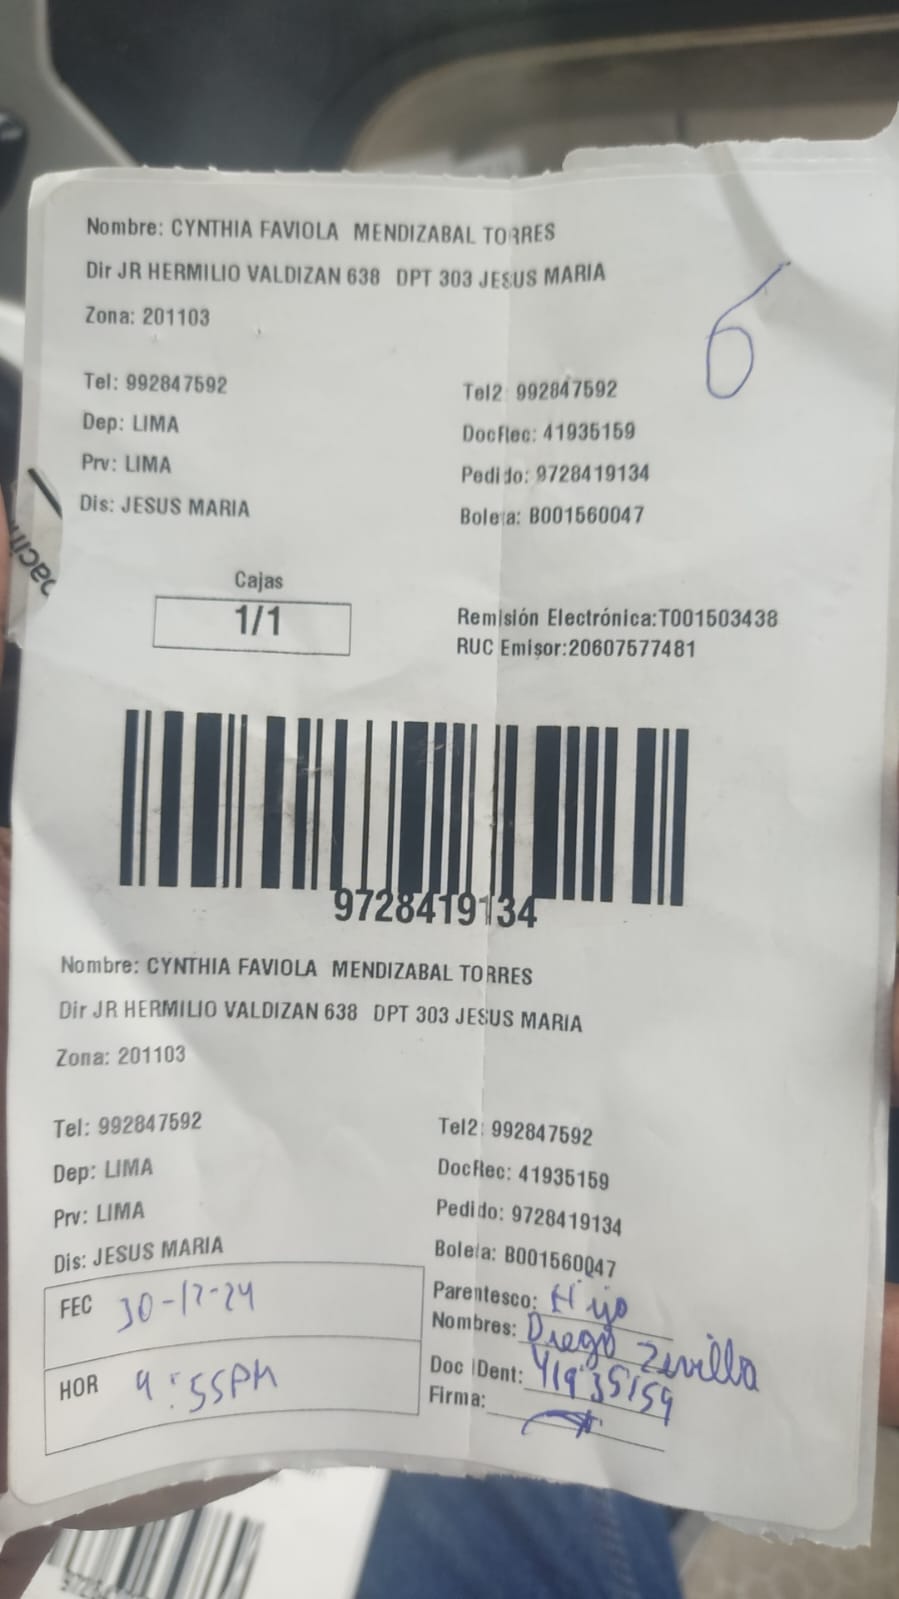 Nombre: CYNTHIA FAVIOLA MENDIZABAL TORRES
Dir JR HERMILIO VALDIZAN 638 DPT 303 JESUS MARIA
6
Zona: 201103
Tel: 992847592 Tel2: 992847592
Dep: LIMA DocRec: 41935159
Prv: LIMA Pedido: 9728419134
Dis: JESUS MARIA Boleta: B001560047
Cajas
1/1
Remisión Electrónica:T001503438
RUC Emisor:20607577481
9728419134
Nombre: CYNTHIA FAVIOLA MENDIZABAL TORRES
Dir JR HERMILIO VALDIZAN 638 DPT 303 JESUS MARIA
Zona: 201103
Tel: 992847592 Tel2: 992847592
Dep: LIMA DocRec: 41935159
Prv: LIMA Pedido: 9728419134
Dis: JESUS MARIA Boleta: B001560047
FEC 30-12-24
HOR 9:55PM
Parentesco: Hijo
Nombres: Diego
Doc IDent: 41935159
Firma: